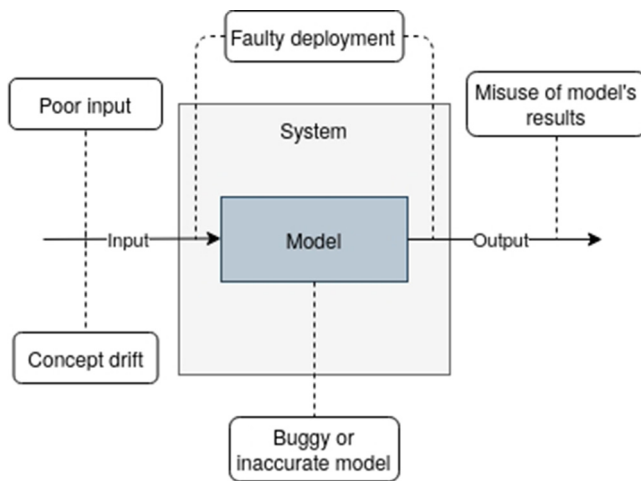 Faulty deployment
Poor input
Misuse of model's
results
System
Input
Model
Output
Concept drift
Buggy or
inaccurate model